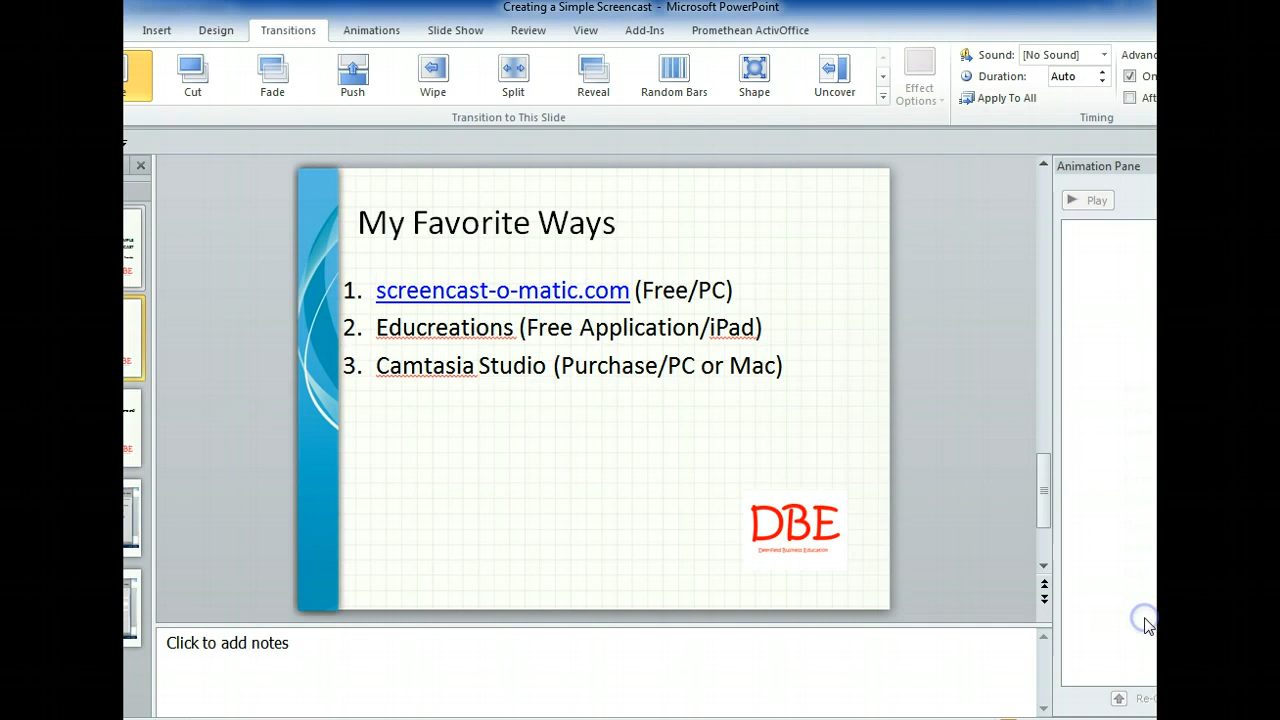 Creating a Simple Screencast - Microsoft PowerPoint
Insert Design Transitions Animations Slide Show Review View Add-Ins Promethean ActivOffice
Cut Fade Push Wipe Split Reveal Random Bars Shape Uncover
Effect Options
Sound: [No Sound]
Duration: Auto
Apply To All
Transition to This Slide
Timing
Animation Pane
Play
My Favorite Ways
1. screencast-o-matic.com (Free/PC)
2. Educreations (Free Application/iPad)
3. Camtasia Studio (Purchase/PC or Mac)
DBE
Deerfield Business Education
Click to add notes